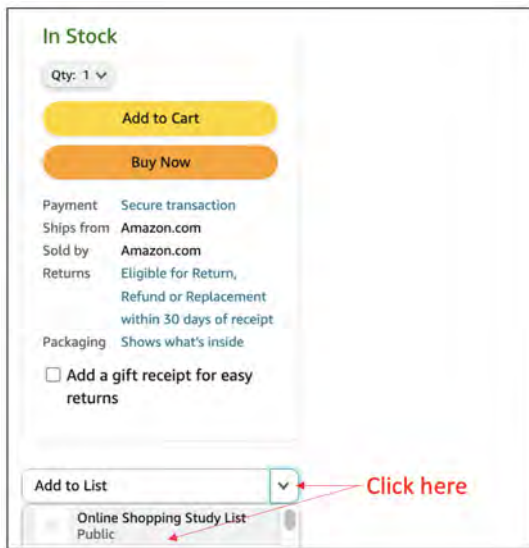 In Stock
Qty: 1
Add to Cart
Buy Now
Payment Secure transaction
Ships from Amazon.com
Sold by Amazon.com
Returns Eligible for Return,
Refund or Replacement
within 30 days of receipt
Packaging Shows what's inside
Add a gift receipt for easy
returns
Add to List
Click here
Online Shopping Study List
Public